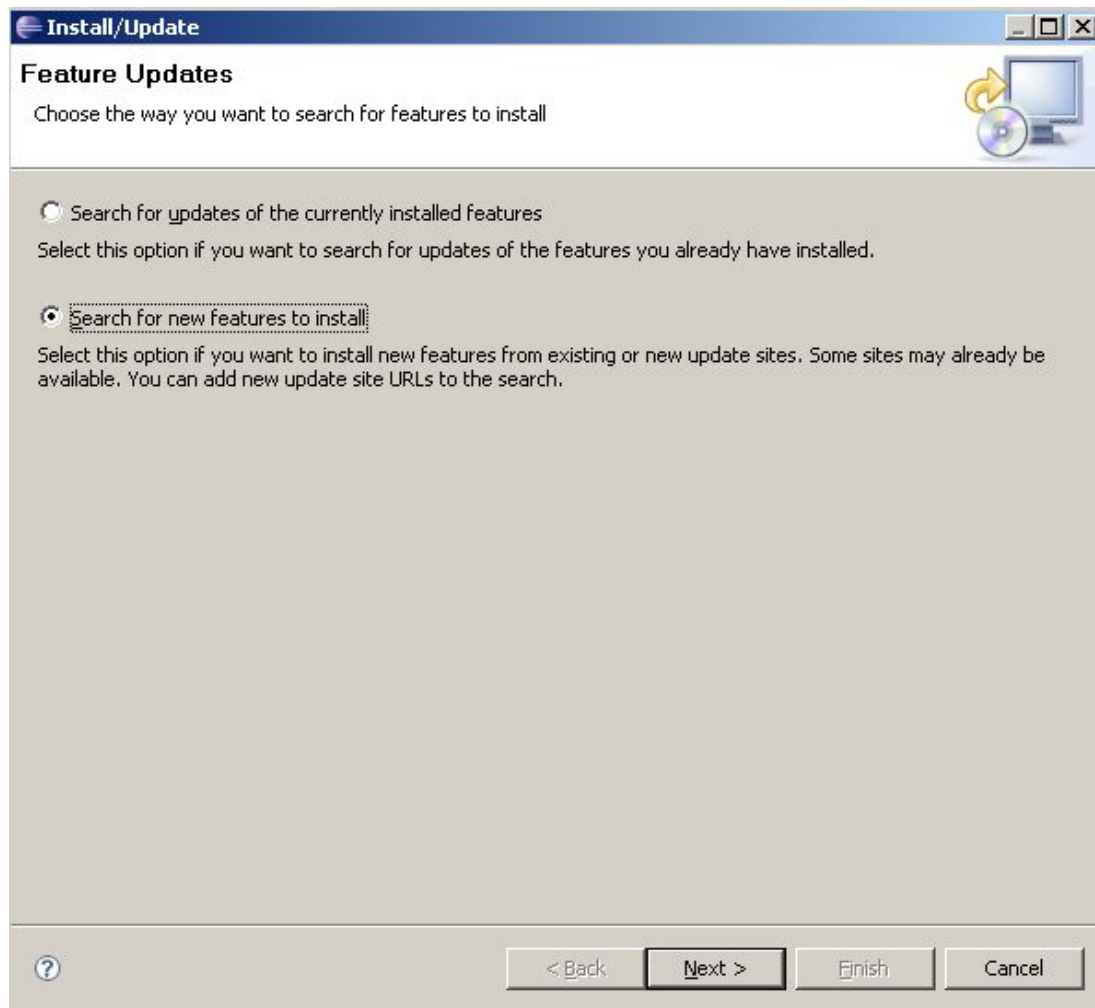 Install/Update
Feature Updates
Choose the way you want to search for features to install
Search for updates of the currently installed features
Select this option if you want to search for updates of the features you already have installed.
Search for new features to install
Select this option if you want to install new features from existing or new update sites. Some sites may already be
available. You can add new update site URLs to the search.
? < Back Next > Finish Cancel